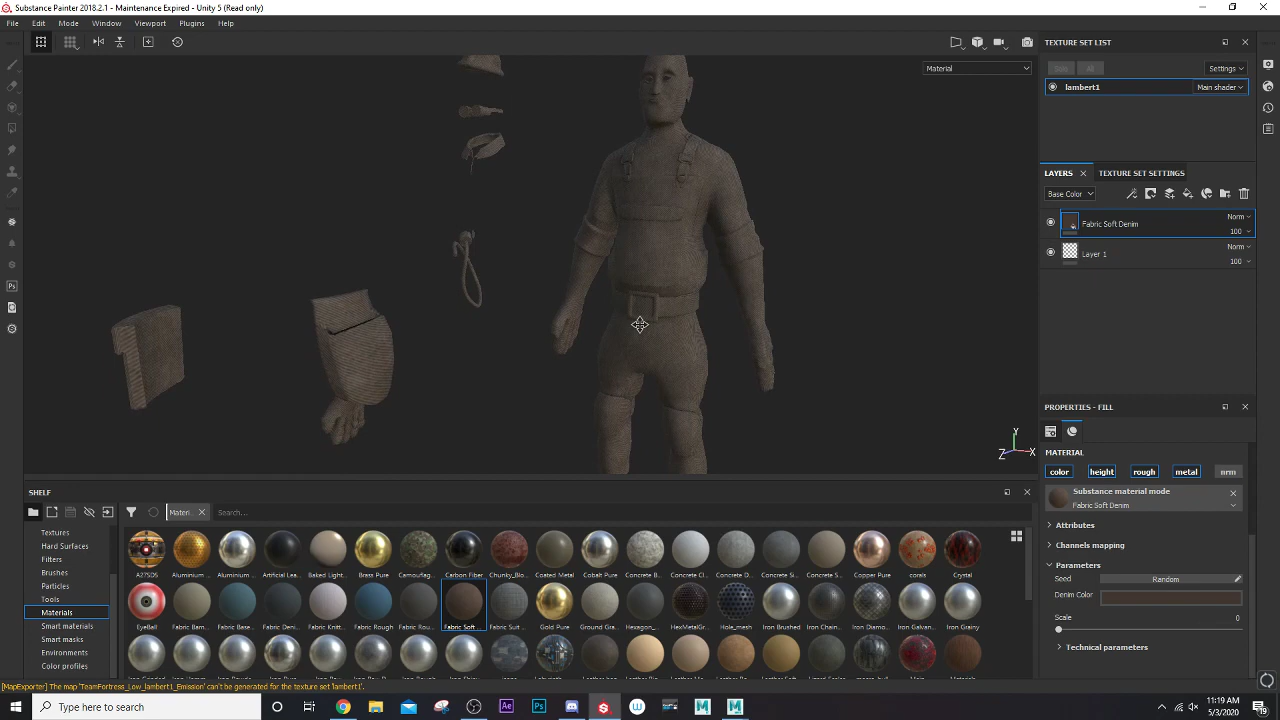 Substance Painter 2018.2.1 - Maintenance Expired - Unity 5 (Read only)
File Edit Mode Window Viewport Plugins Help
Material
TEXTURE SET LIST
Settings
lambert1 Main shader
LAYERS TEXTURE SET SETTINGS
Base Color
Norm
Fabric Soft Denim
100
Norm
Layer 1
100
Y
Z X
PROPERTIES - FILL
MATERIAL
color height rough metal nrm
Substance material mode
Fabric Soft Denim
Attributes
Channels mapping
Parameters
Seed Random
Denim Color
Scale 0
Technical parameters
SHELF
Materi... Search...
Textures
Hard Surfaces
Filters
Brushes
Particles
Tools
Materials
Smart materials
Smart masks
Environments
Color profiles
A27SDS Aluminium ... Aluminium ... Artificial Lea... Baked Light... Brass Pure Camouflag... Carbon Fiber Chunky_Blo... Coated Metal Cobalt Pure Concrete B... Concrete Cl... Concrete D... Concrete Si... Concrete S... Copper Pure corals Crystal
EyeBall Fabric Bam... Fabric Base... Fabric Deni... Fabric Knitt... Fabric Rough Fabric Rou... Fabric Soft ... Fabric Suit ... Gold Pure Ground Gra... Hexagon_... HexMetalGr... Hole_mesh Iron Brushed Iron Chain... Iron Diamo... Iron Galvan... Iron Grainy
[MapExporter] The map 'TeamFortress_Low_lambert1_Emission' can't be generated for the texture set 'lambert1'.
Type here to search
Ae Ps
11:19 AM
5/3/2020
19